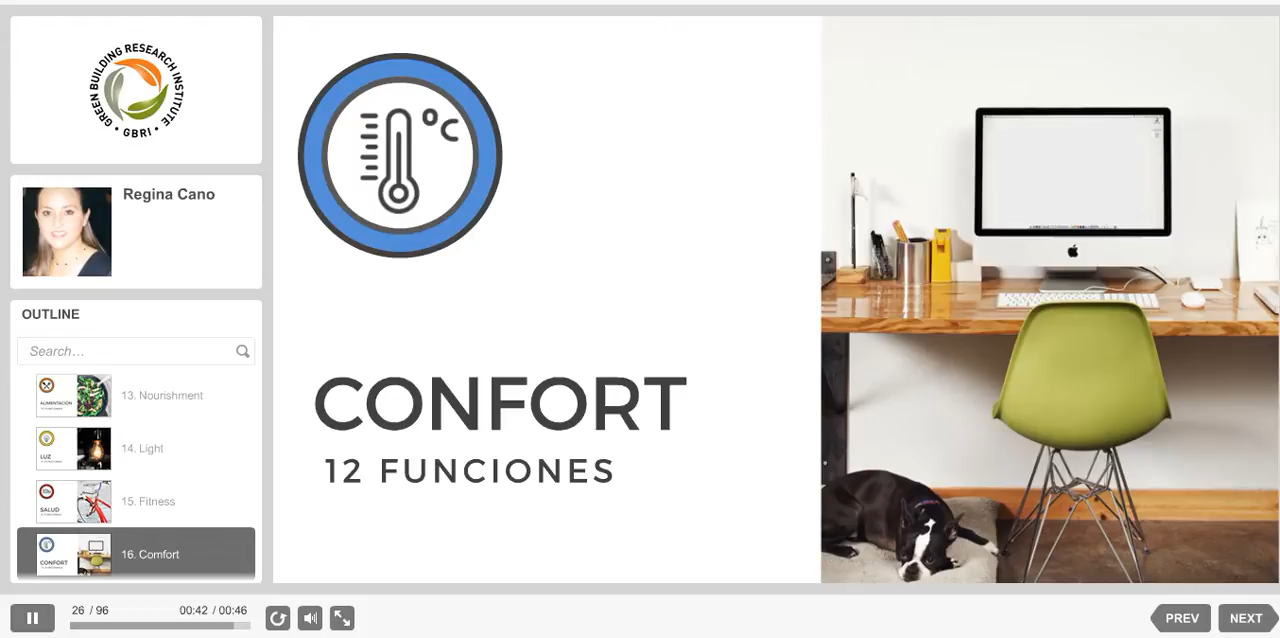 GREEN BUILDING RESEARCH INSTITUTE
• GBRI •
Regina Cano
OUTLINE
Search...
ALIMENTACIÓN
13. Nourishment
LUZ
14. Light
SALUD
15. Fitness
CONFORT
16. Comfort
°C
CONFORT
12 FUNCIONES
26 / 96
00:42 / 00:46
PREV
NEXT